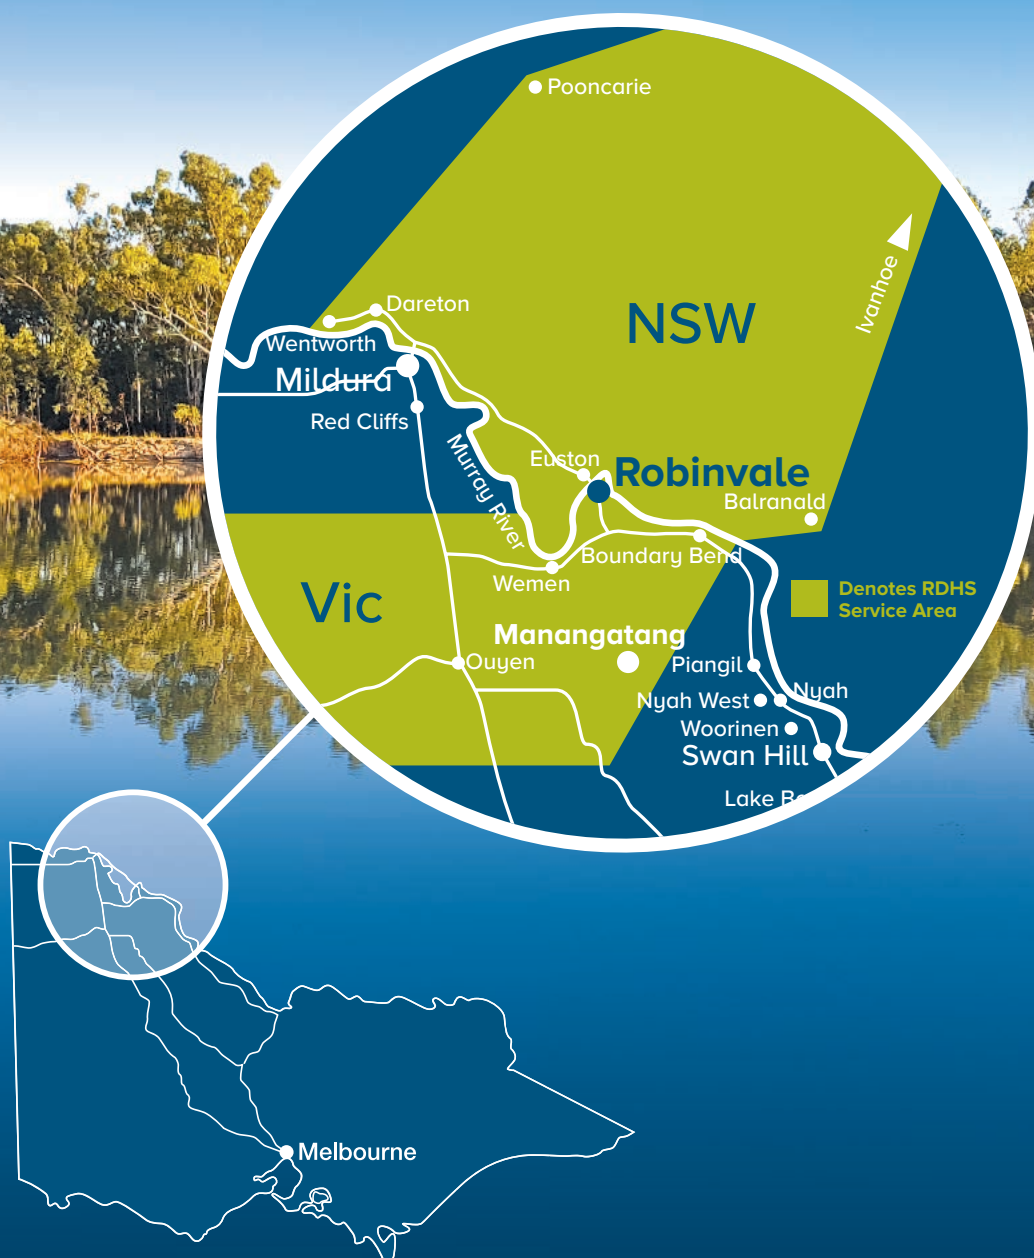 Pooncarie
Ivanhoe
Dareton
NSW
Wentworth
Mildura
Red Cliffs
Murray River
Euston
Robinvale
Balranald
Boundary Bend
Wemen
Vic
Denotes RDHS
Service Area
Manangatang
Ouyen
Piangil
Nyah West
Nyah
Woorinen
Swan Hill
Lake
Melbourne